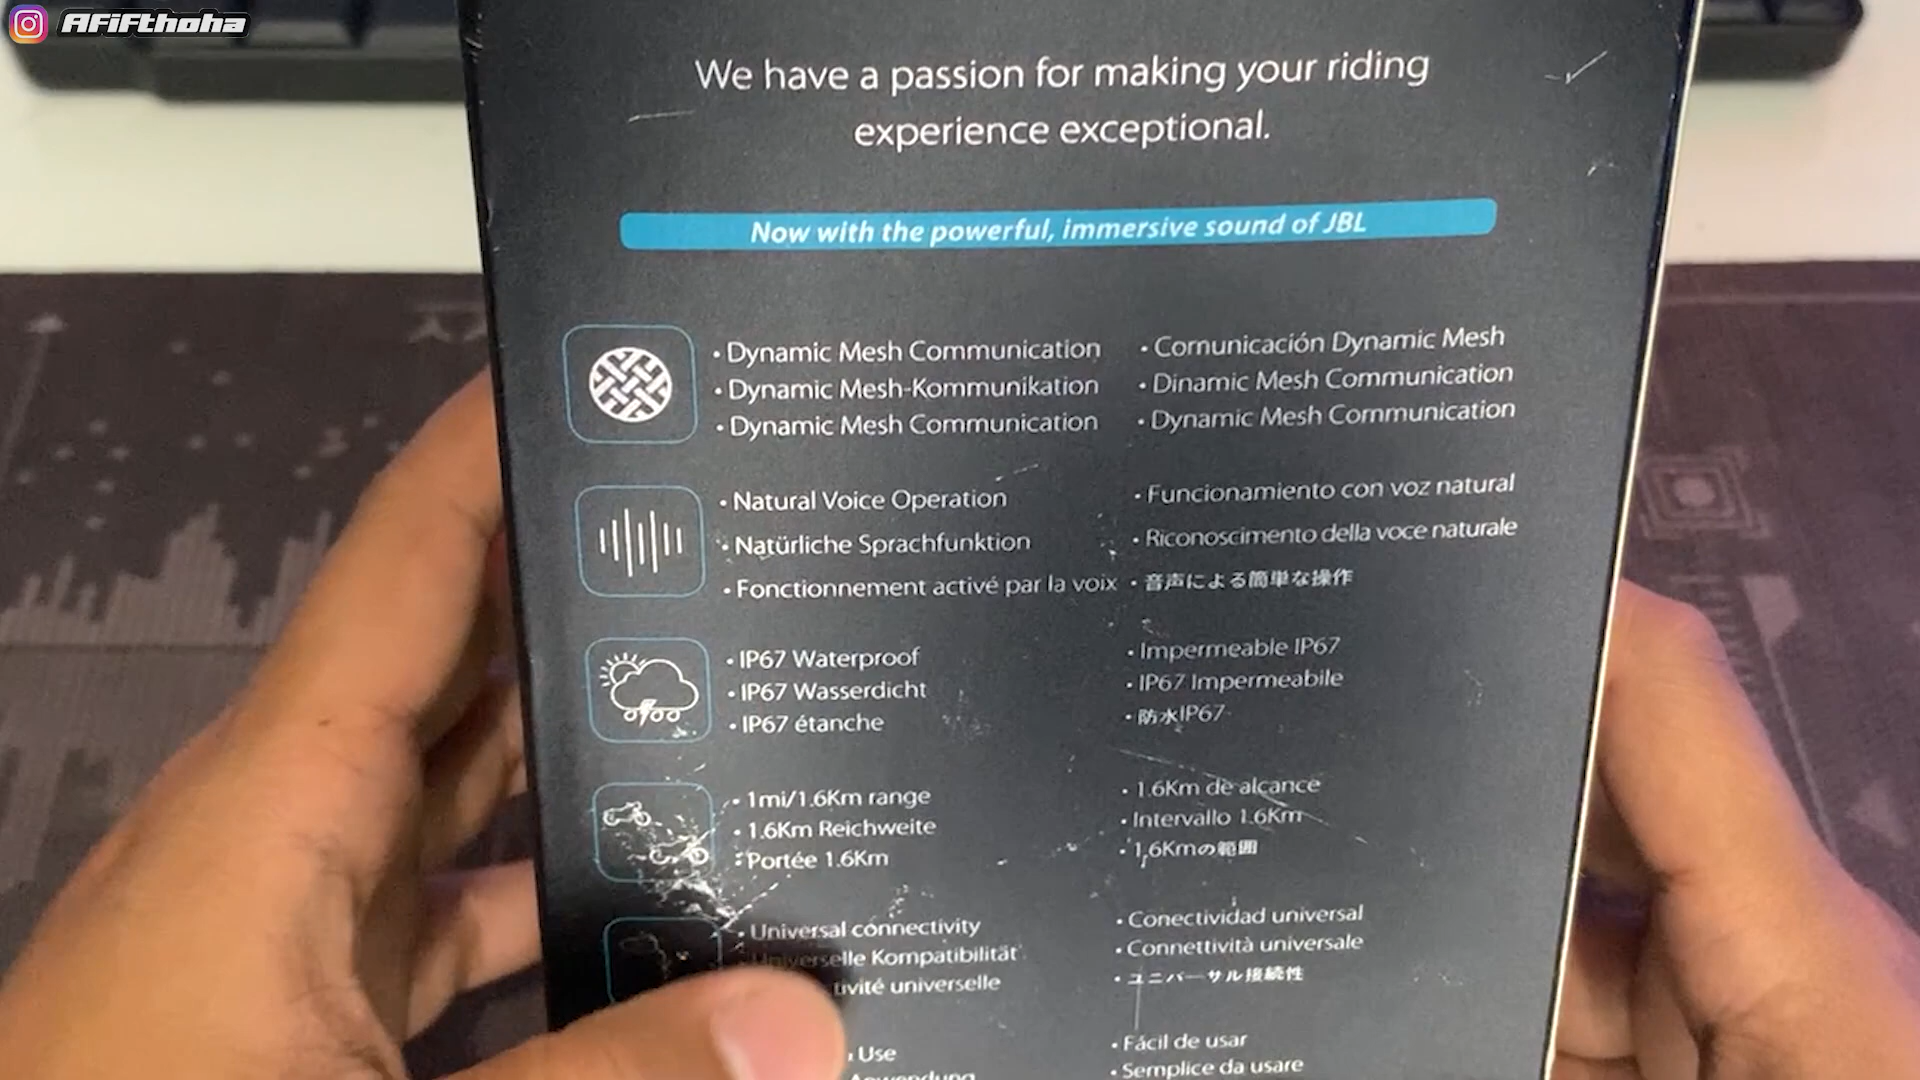 AFiFthoha
We have a passion for making your riding
experience exceptional.
Now with the powerful, immersive sound of JBL
• Dynamic Mesh Communication
• Dynamic Mesh-Kommunikation
• Dynamic Mesh Communication
• Comunicación Dynamic Mesh
• Dinamic Mesh Communication
• Dynamic Mesh Communication
• Natural Voice Operation
• Natürliche Sprachfunktion
• Fonctionnement activé par la voix
• Funcionamiento con voz natural
• Riconoscimento della voce naturale
• 音声による簡単な操作
• IP67 Waterproof
• IP67 Wasserdicht
• IP67 étanche
• Impermeable IP67
• IP67 Impermeabile
• 防水IP67
• 1mi/1.6Km range
• 1.6Km Reichweite
• Portée 1.6Km
• 1.6Km de alcance
• Intervallo 1.6Km
• 1.6Kmの範囲
• Universal connectivity
Universelle Kompatibilität
tivité universelle
• Conectividad universal
• Connettività universale
• ユニバーサル接続性
Use
Anwendung
• Fácil de usar
• Semplice da usare